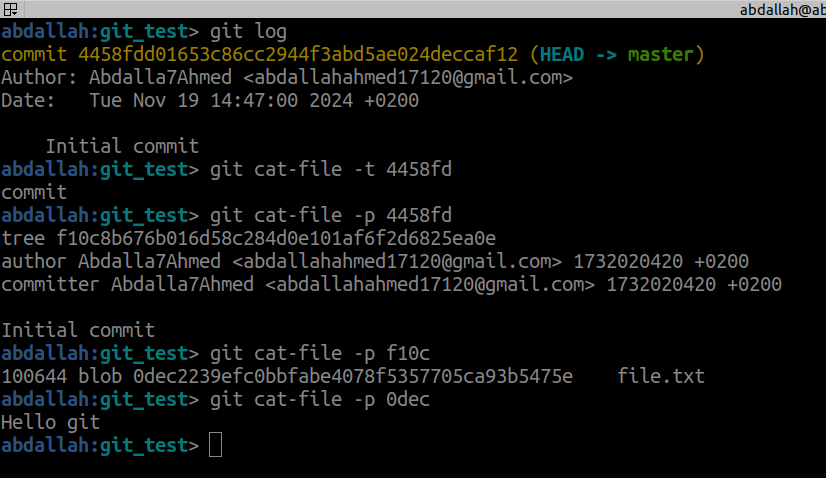 abdallah@ab
abdallah:git_test> git log
commit 4458fdd01653c86cc2944f3abd5ae024deccaf12 (HEAD -> master)
Author: Abdalla7Ahmed <abdallahahmed17120@gmail.com>
Date:   Tue Nov 19 14:47:00 2024 +0200

    Initial commit
abdallah:git_test> git cat-file -t 4458fd
commit
abdallah:git_test> git cat-file -p 4458fd
tree f10c8b676b016d58c284d0e101af6f2d6825ea0e
author Abdalla7Ahmed <abdallahahmed17120@gmail.com> 1732020420 +0200
committer Abdalla7Ahmed <abdallahahmed17120@gmail.com> 1732020420 +0200

Initial commit
abdallah:git_test> git cat-file -p f10c
100644 blob 0dec2239efc0bbfabe4078f5357705ca93b5475e    file.txt
abdallah:git_test> git cat-file -p 0dec
Hello git
abdallah:git_test>